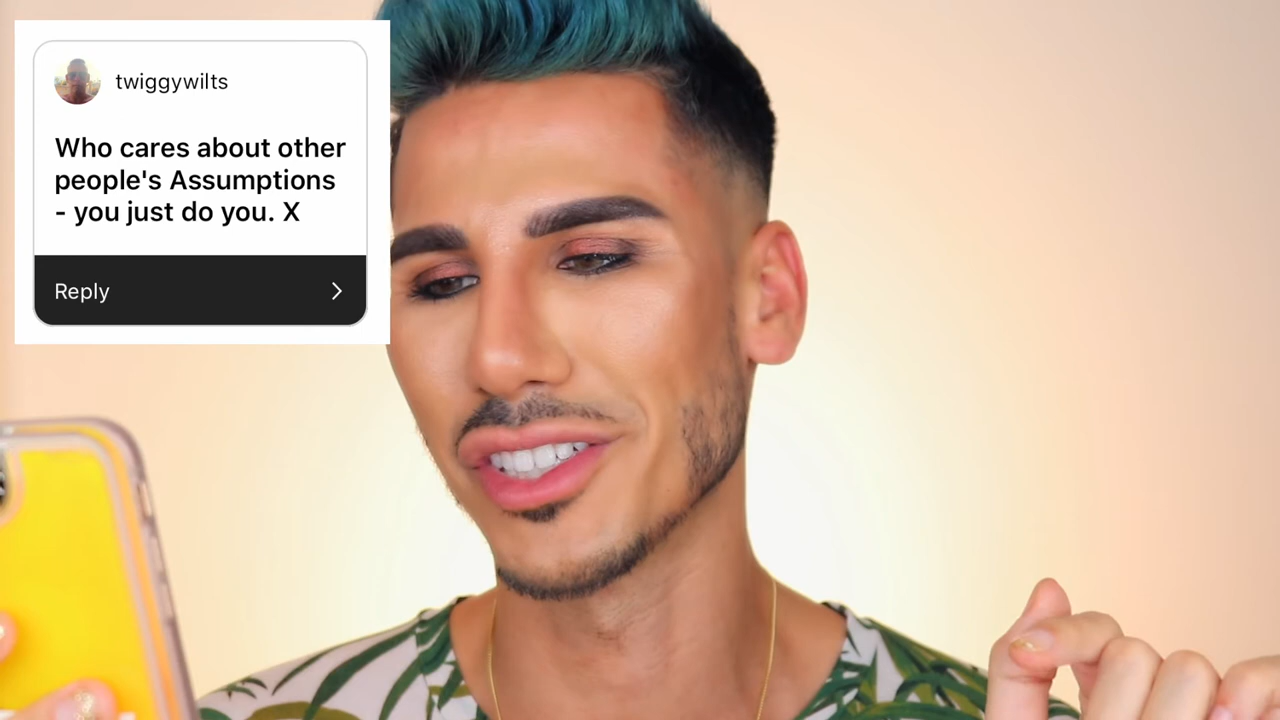 twiggywilts
Who cares about other
people's Assumptions
- you just do you. X
Reply